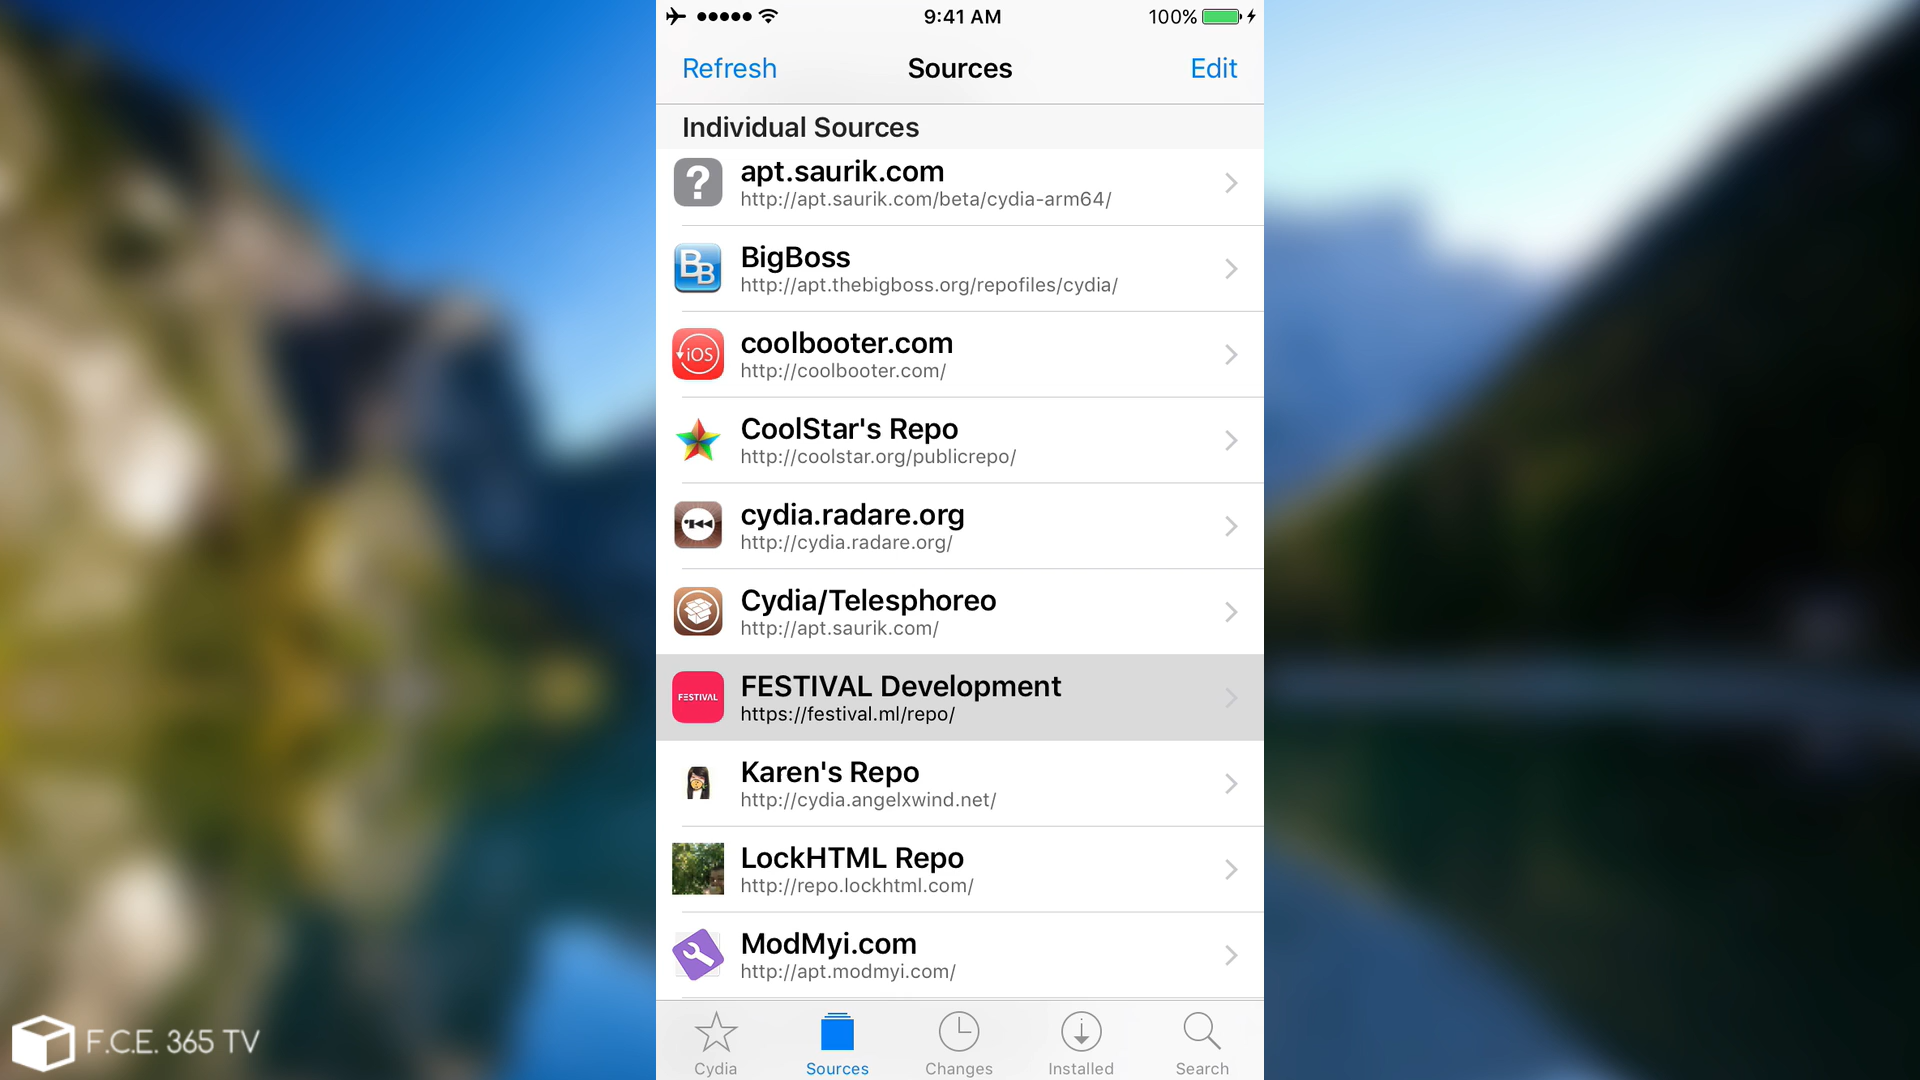 9:41 AM
100%
Refresh
Sources
Edit
Individual Sources
?
apt.saurik.com
http://apt.saurik.com/beta/cydia-arm64/
BB
BigBoss
http://apt.thebigboss.org/repofiles/cydia/
iOS
coolbooter.com
http://coolbooter.com/
CoolStar's Repo
http://coolstar.org/publicrepo/
cydia.radare.org
http://cydia.radare.org/
Cydia/Telesphoreo
http://apt.saurik.com/
FESTIVAL
FESTIVAL Development
https://festival.ml/repo/
Karen's Repo
http://cydia.angelxwind.net/
LockHTML Repo
http://repo.lockhtml.com/
ModMyi.com
http://apt.modmyi.com/
Cydia
Sources
Changes
Installed
Search
F.C.E. 365 TV